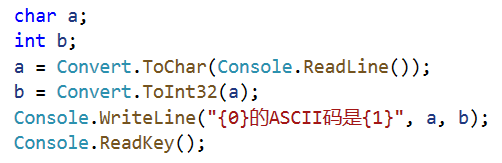 char a;
int b;
a = Convert.ToChar(Console.ReadLine());
b = Convert.ToInt32(a);
Console.WriteLine("{0}的ASCII码是{1}", a, b);
Console.ReadKey();